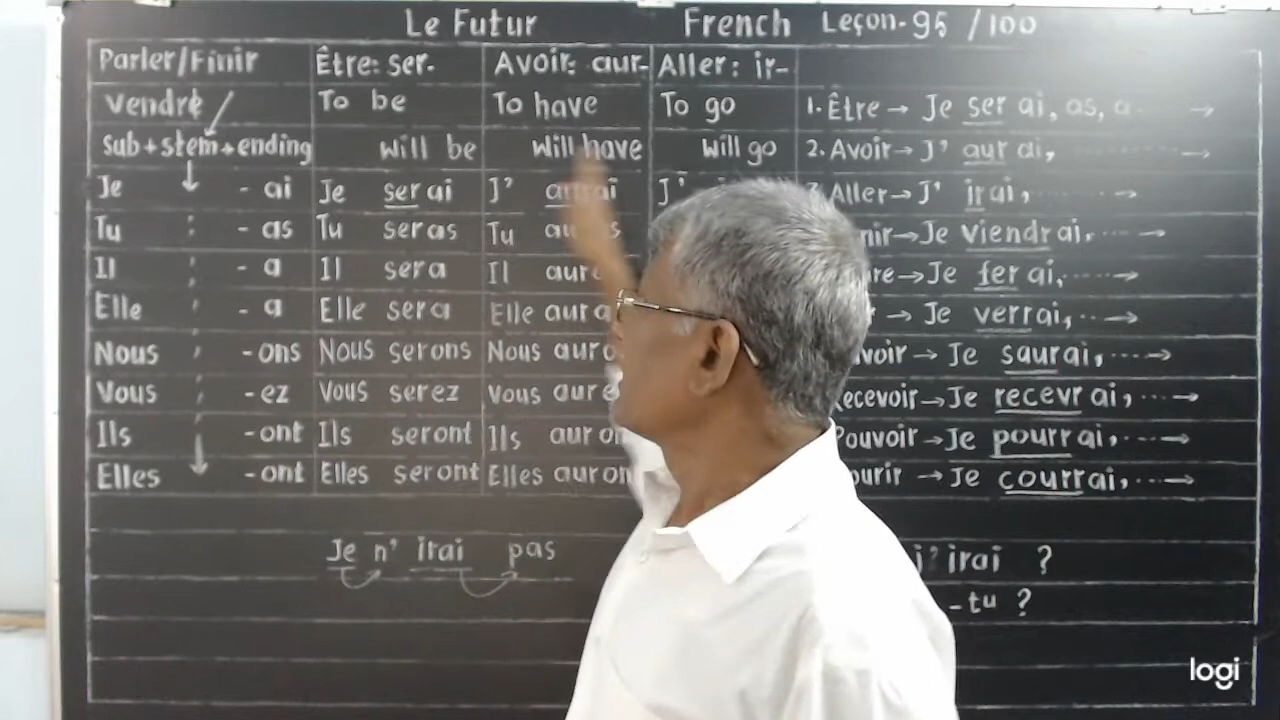 Le Futur French Leçon-95 /100
Parler/Finir Être: ser- Avoir: aur- Aller: ir-
Vendre / To be To have To go 1. Être → Je ser ai, as, a. →
Sub+stem+ending will be will have will go 2. Avoir → J' aur ai, →
Je - ai Je serai J' aurai J' Aller → J' irai,
Tu - as Tu seras Tu Je viendrai, →
Il - a Il sera Il → Je ferai, →
Elle - a Elle sera Elle aura → Je verrai, →
Nous - ons Nous serons Nous → Je saurai, →
Vous - ez Vous serez Vous Recevoir → Je recevrai, →
Ils - ont Ils seront Ils Pouvoir → Je pourrai, →
Elles - ont Elles seront Elles → Je courrai, →
Je n' irai pas j' irai ?
-tu ?
logi